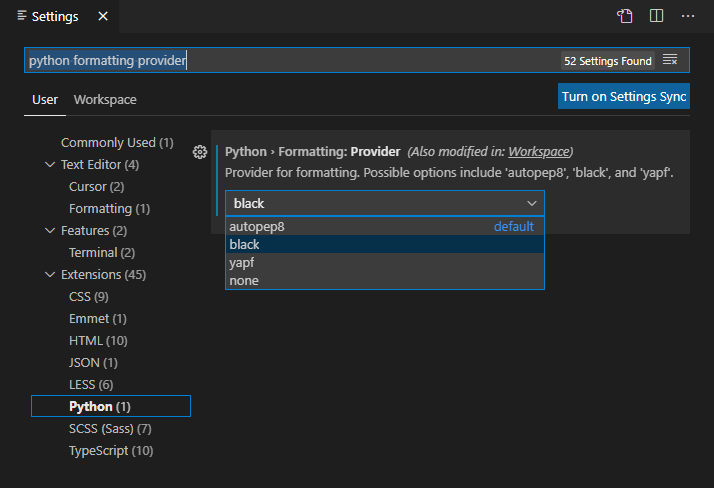 Settings
python formatting provider
52 Settings Found
User
Workspace
Turn on Settings Sync
Commonly Used (1)
Text Editor (4)
Cursor (2)
Formatting (1)
Features (2)
Terminal (2)
Extensions (45)
CSS (9)
Emmet (1)
HTML (10)
JSON (1)
LESS (6)
Python (1)
SCSS (Sass) (7)
TypeScript (10)
Python › Formatting: Provider (Also modified in: Workspace)
Provider for formatting. Possible options include 'autopep8', 'black', and 'yapf'.
black
autopep8 default
black
yapf
none